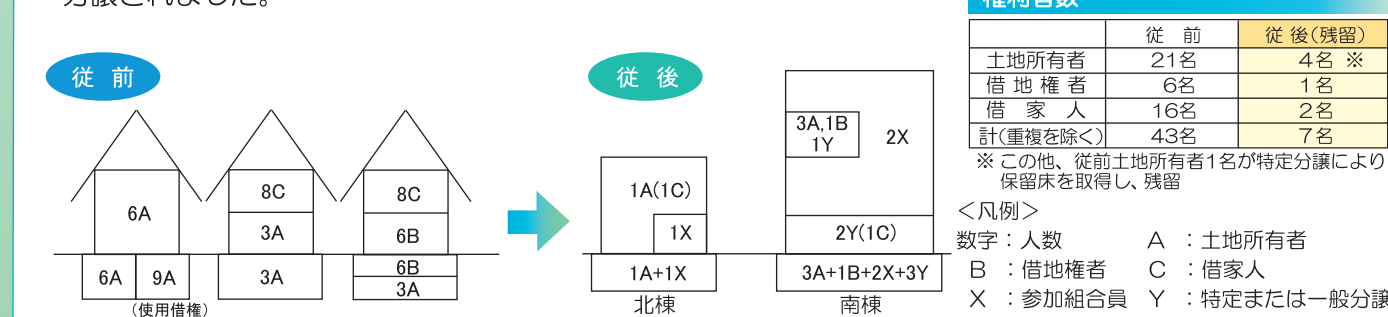 分譲されました。
権利者数
従 前 従 後(残留)
土地所有者 21名 4名 ※
借地権者 6名 1名
借家人 16名 2名
計(重複を除く) 43名 7名
※ この他、従前土地所有者1名が特定分譲により
保留床を取得し、残留
<凡例>
数字：人数 A ：土地所有者
B ：借地権者 C ：借家人
X ：参加組合員 Y ：特定または一般分譲
従 前
6A
6A 9A
(使用借権)
8C
3A
3A
8C
6B
6B
3A
従 後
1A(1C)
1X
1A+1X
北棟
3A,1B
1Y
2X
2Y(1C)
3A+1B+2X+3Y
南棟